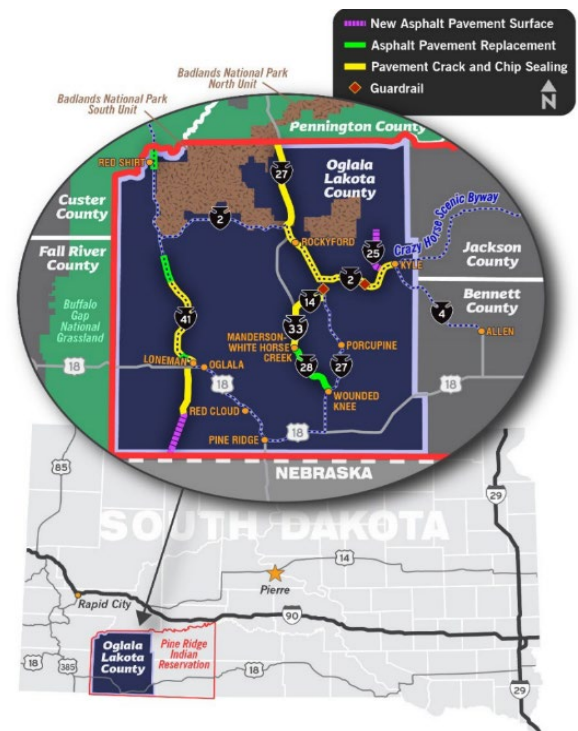 New Asphalt Pavement Surface
Asphalt Pavement Replacement
Pavement Crack and Chip Sealing
Guardrail
N
Badlands National Park
North Unit
Badlands National Park
South Unit
Pennington County
RED SHIRT
27
Oglala
Lakota
County
Custer
County
2
Crazy Horse Scenic Byway
ROCKYFORD
25
KYLE
Fall River
County
Jackson
County
2
14
Bennett
County
4
Buffalo
Gap
National
Grassland
41
33
ALLEN
MANDERSON-
WHITE HORSE
CREEK
PORCUPINE
28
27
18
LONEMAN
OGLALA
18
18
WOUNDED
KNEE
RED CLOUD
PINE RIDGE
18
NEBRASKA
85
29
SOUTH DAKOTA
14
Pierre
Rapid City
90
Oglala
Lakota
County
Pine Ridge
Indian
Reservation
18
385
18
29